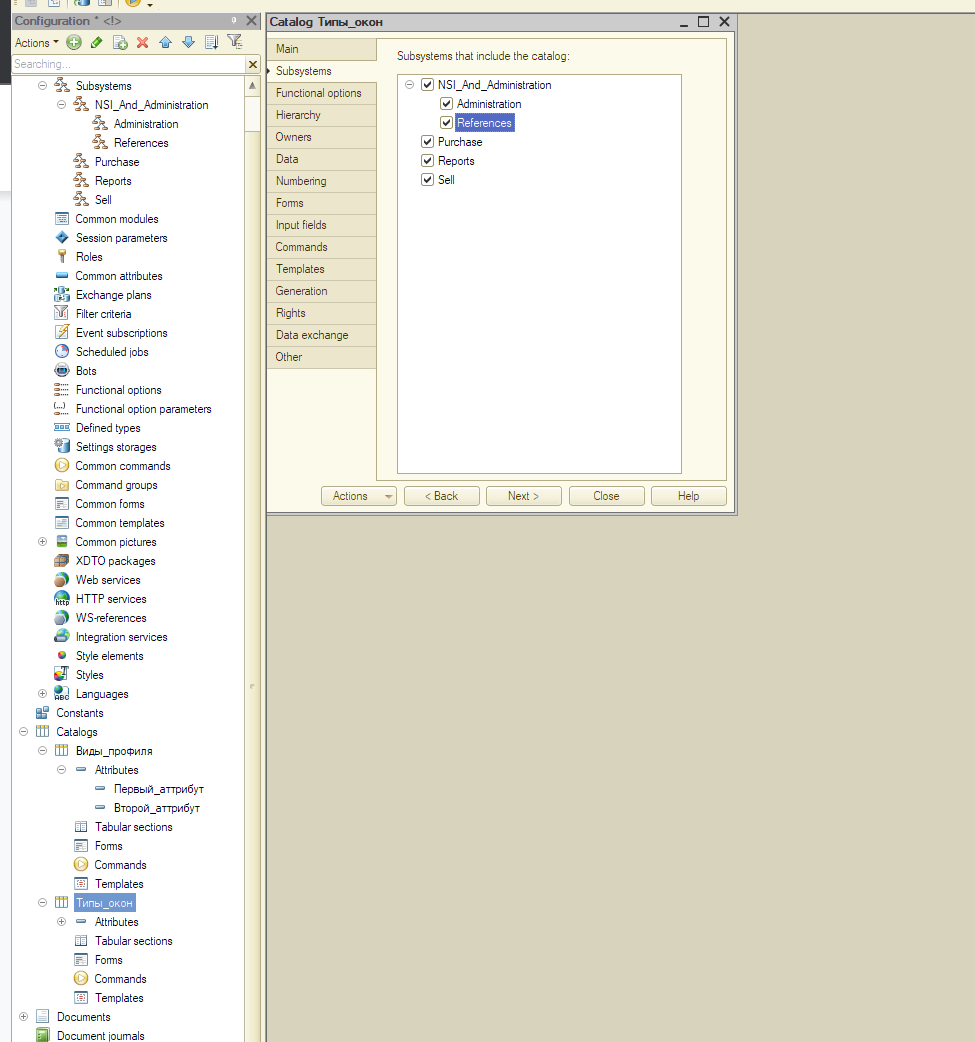 Configuration * <!>
Actions
Searching...
Subsystems
NSI_And_Administration
Administration
References
Purchase
Reports
Sell
Common modules
Session parameters
Roles
Common attributes
Exchange plans
Filter criteria
Event subscriptions
Scheduled jobs
Bots
Functional options
Functional option parameters
Defined types
Settings storages
Common commands
Command groups
Common forms
Common templates
Common pictures
XDTO packages
Web services
HTTP services
WS-references
Integration services
Style elements
Styles
Languages
Constants
Catalogs
Виды_профиля
Attributes
Первый_аттрибут
Второй_аттрибут
Tabular sections
Forms
Commands
Templates
Типы_окон
Attributes
Tabular sections
Forms
Commands
Templates
Documents
Document journals
Catalog Типы_окон
Main
Subsystems
Functional options
Hierarchy
Owners
Data
Numbering
Forms
Input fields
Commands
Templates
Generation
Rights
Data exchange
Other
Subsystems that include the catalog:
NSI_And_Administration
Administration
References
Purchase
Reports
Sell
Actions
< Back
Next >
Close
Help